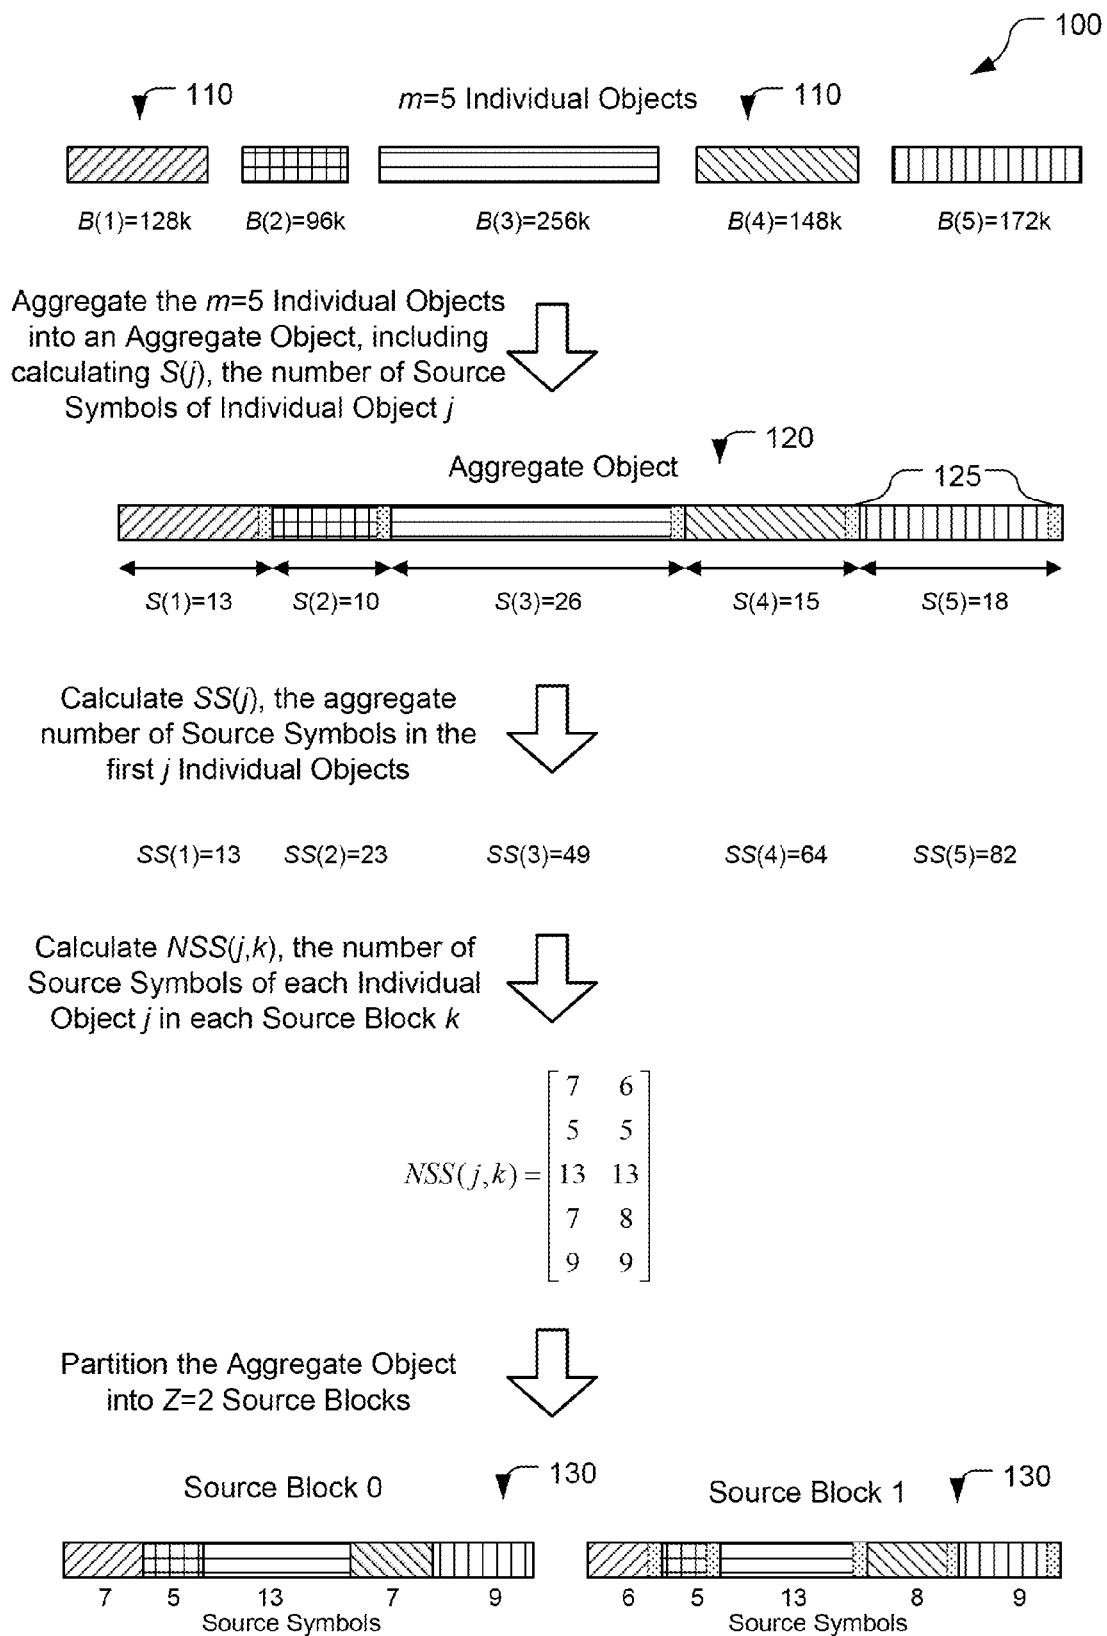 100
110
m=5 Individual Objects
110
B(1)=128k B(2)=96k B(3)=256k B(4)=148k B(5)=172k
Aggregate the m=5 Individual Objects
into an Aggregate Object, including
calculating S(j), the number of Source
Symbols of Individual Object j
120
Aggregate Object
125
S(1)=13 S(2)=10 S(3)=26 S(4)=15 S(5)=18
Calculate SS(j), the aggregate
number of Source Symbols in the
first j Individual Objects
SS(1)=13 SS(2)=23 SS(3)=49 SS(4)=64 SS(5)=82
Calculate NSS(j,k), the number of
Source Symbols of each Individual
Object j in each Source Block k
7 6
5 5
NSS(j,k)= 13 13
7 8
9 9
Partition the Aggregate Object
into Z=2 Source Blocks
Source Block 0
130
Source Block 1
130
7 5 13 7 9
Source Symbols
6 5 13 8 9
Source Symbols